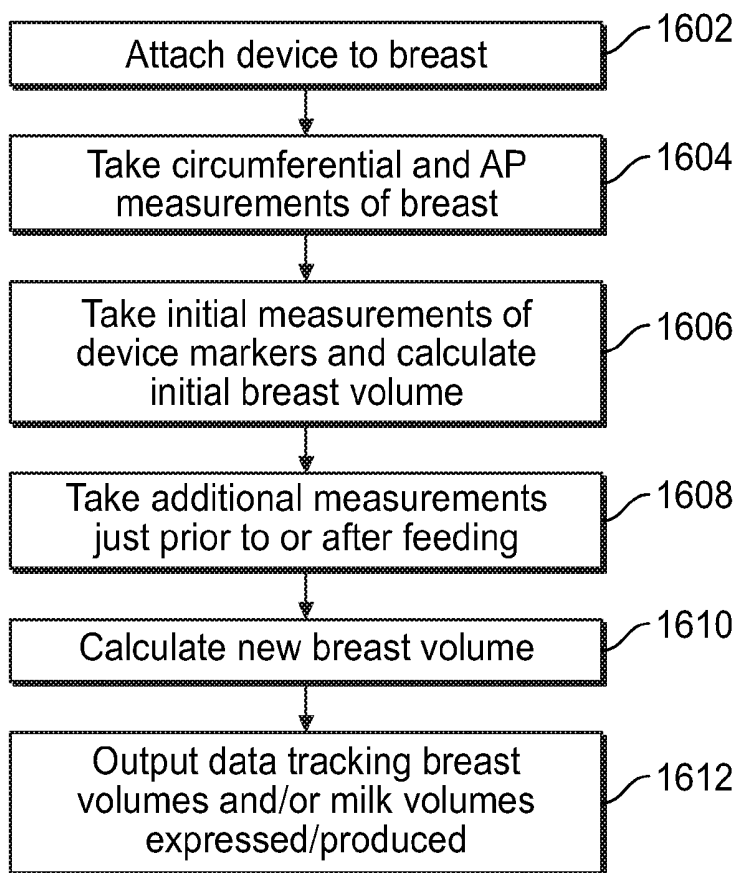 Attach device to breast
1602
Take circumferential and AP
measurements of breast
1604
Take initial measurements of
device markers and calculate
initial breast volume
1606
Take additional measurements
just prior to or after feeding
1608
Calculate new breast volume
1610
Output data tracking breast
volumes and/or milk volumes
expressed/produced
1612